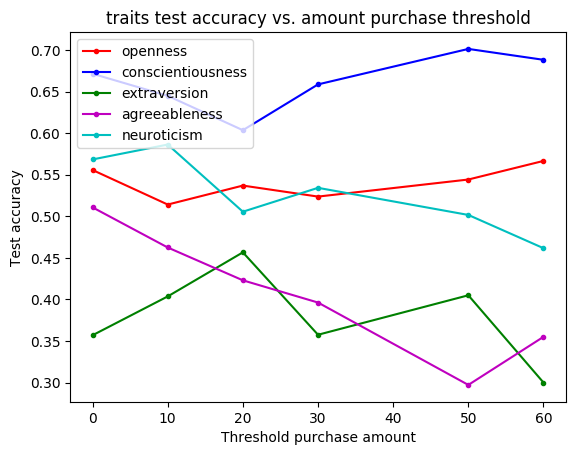 traits test accuracy vs. amount purchase threshold
openness
conscientiousness
extraversion
agreeableness
neuroticism
Test accuracy
0.70
0.65
0.60
0.55
0.50
0.45
0.40
0.35
0.30
0 10 20 30 40 50 60
Threshold purchase amount